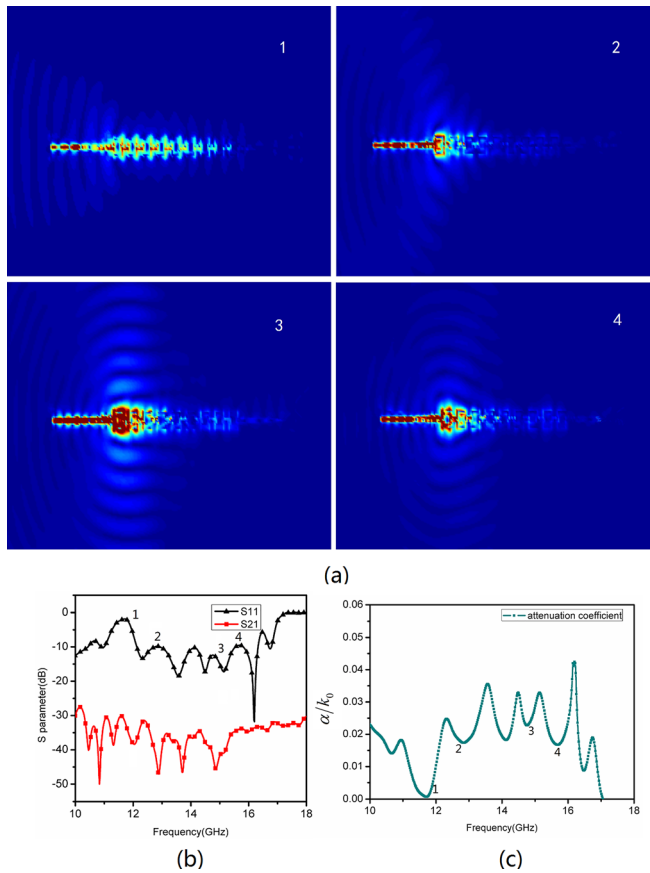 1
2
3
4
(a)
0
-10
-20
-30
-40
-50
S parameter(dB)
1
2
3
4
S11
S21
10 12 14 16 18
Frequency(GHz)
(b)
0.06
0.05
0.04
0.03
0.02
0.01
0.00
α/k₀
attenuation coefficient
1
2
3
4
10 12 14 16 18
Frequency(GHz)
(c)